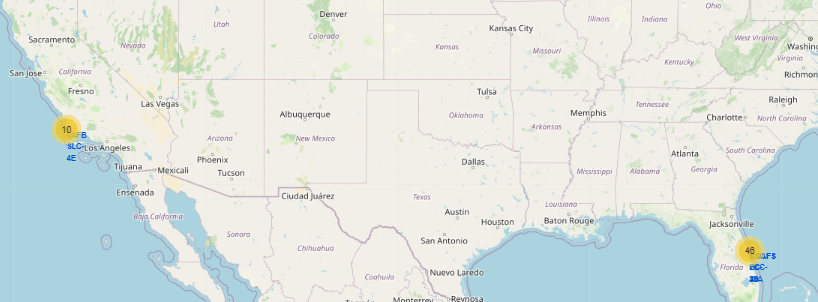 Denver
Ohio
Illinois
Indiana
Utah
Kansas City
Sacramento
Nevada
Colorado
West Virginia
Kansas
Missouri
San Jose
California
Kentucky
Richmon
Fresno
Las Vegas
Tulsa
Raleigh
Tennessee
Albuquerque
Oklahoma
Memphis
Charlotte
North Carolina
10
Arkansas
Arizona
New Mexico
4E
Los Angeles
Phoenix
Dallas
Atlanta
South Carolina
Tijuana
Mexicali
Tucson
Mississippi
Alabama
Georgia
Ensenada
Ciudad Juárez
Texas
Louisiana
Baja California
Austin
Houston
Baton Rouge
Jacksonville
Sonora
San Antonio
46
Chihuahua
Florida
Coahuila
Nuevo Laredo
Monterrey
Reynosa